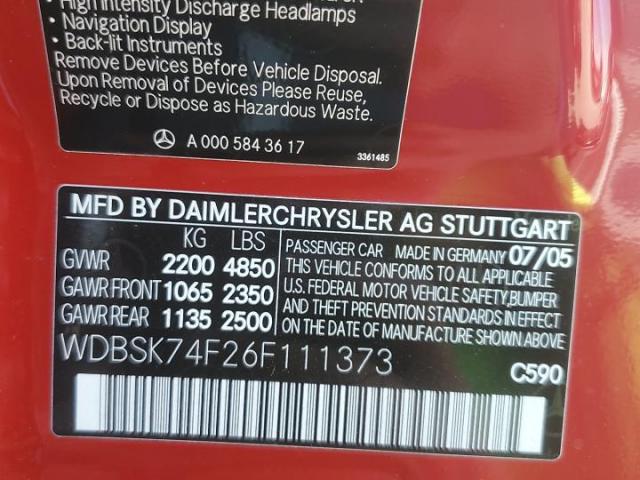 • High Intensity Discharge Headlamps
• Navigation Display
• Back-lit Instruments
Remove Devices Before Vehicle Disposal.
Upon Removal of Devices Please Reuse,
Recycle or Dispose as Hazardous Waste.
A 000 584 36 17
3361485
MFD BY DAIMLERCHRYSLER AG STUTTGART
KG LBS
GVWR 2200 4850
GAWR FRONT 1065 2350
GAWR REAR 1135 2500
PASSENGER CAR MADE IN GERMANY 07/05
THIS VEHICLE CONFORMS TO ALL APPLICABLE
U.S. FEDERAL MOTOR VEHICLE SAFETY,BUMPER
AND THEFT PREVENTION STANDARDS IN EFFECT
ON THE DATE OF MANUFACTURE SHOWN ABOVE
WDBSK74F26F111373
C590